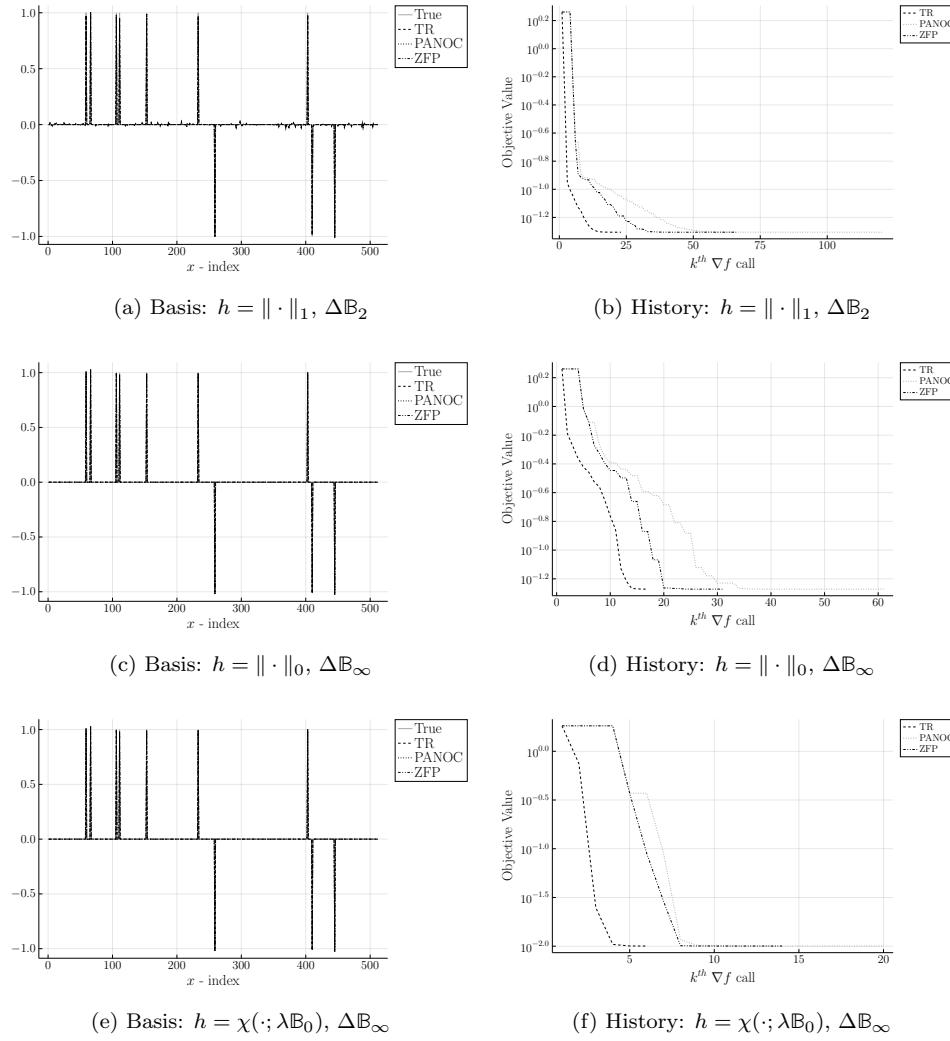 1.0
0.5
0.0
−0.5
−1.0
0 100 200 300 400 500
x - index
True
TR
PANOC
ZFP
(a) Basis: h = ∥ · ∥₁, Δ𝔹₂
10^0.2
10^0.0
10^−0.2
10^−0.4
10^−0.6
10^−0.8
10^−1.0
10^−1.2
Objective Value
0 25 50 75 100
k^th ∇f call
TR
PANOC
ZFP
(b) History: h = ∥ · ∥₁, Δ𝔹₂
1.0
0.5
0.0
−0.5
−1.0
0 100 200 300 400 500
x - index
True
TR
PANOC
ZFP
(c) Basis: h = ∥ · ∥₀, Δ𝔹∞
10^0.2
10^0.0
10^−0.2
10^−0.4
10^−0.6
10^−0.8
10^−1.0
10^−1.2
Objective Value
0 10 20 30 40 50 60
k^th ∇f call
TR
PANOC
ZFP
(d) History: h = ∥ · ∥₀, Δ𝔹∞
1.0
0.5
0.0
−0.5
−1.0
0 100 200 300 400 500
x - index
True
TR
PANOC
ZFP
(e) Basis: h = χ(·; λ𝔹₀), Δ𝔹∞
10^0.0
10^−0.5
10^−1.0
10^−1.5
10^−2.0
Objective Value
5 10 15 20
k^th ∇f call
TR
PANOC
ZFP
(f) History: h = χ(·; λ𝔹₀), Δ𝔹∞